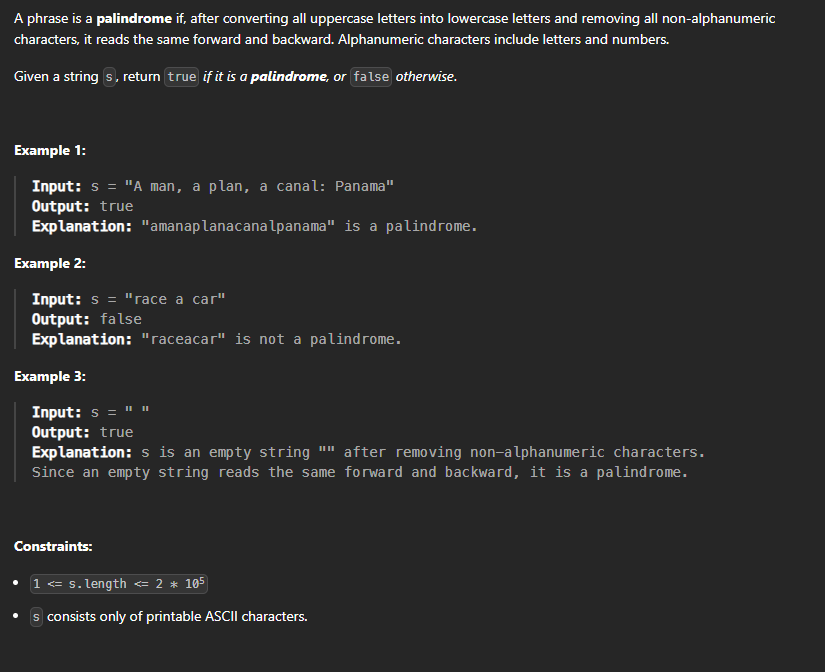 A phrase is a palindrome if, after converting all uppercase letters into lowercase letters and removing all non-alphanumeric
characters, it reads the same forward and backward. Alphanumeric characters include letters and numbers.
Given a string s, return true if it is a palindrome, or false otherwise.
Example 1:
Input: s = "A man, a plan, a canal: Panama"
Output: true
Explanation: "amanaplanacanalpanama" is a palindrome.
Example 2:
Input: s = "race a car"
Output: false
Explanation: "raceacar" is not a palindrome.
Example 3:
Input: s = " "
Output: true
Explanation: s is an empty string "" after removing non-alphanumeric characters.
Since an empty string reads the same forward and backward, it is a palindrome.
Constraints:
• 1 <= s.length <= 2 * 10⁵
• s consists only of printable ASCII characters.